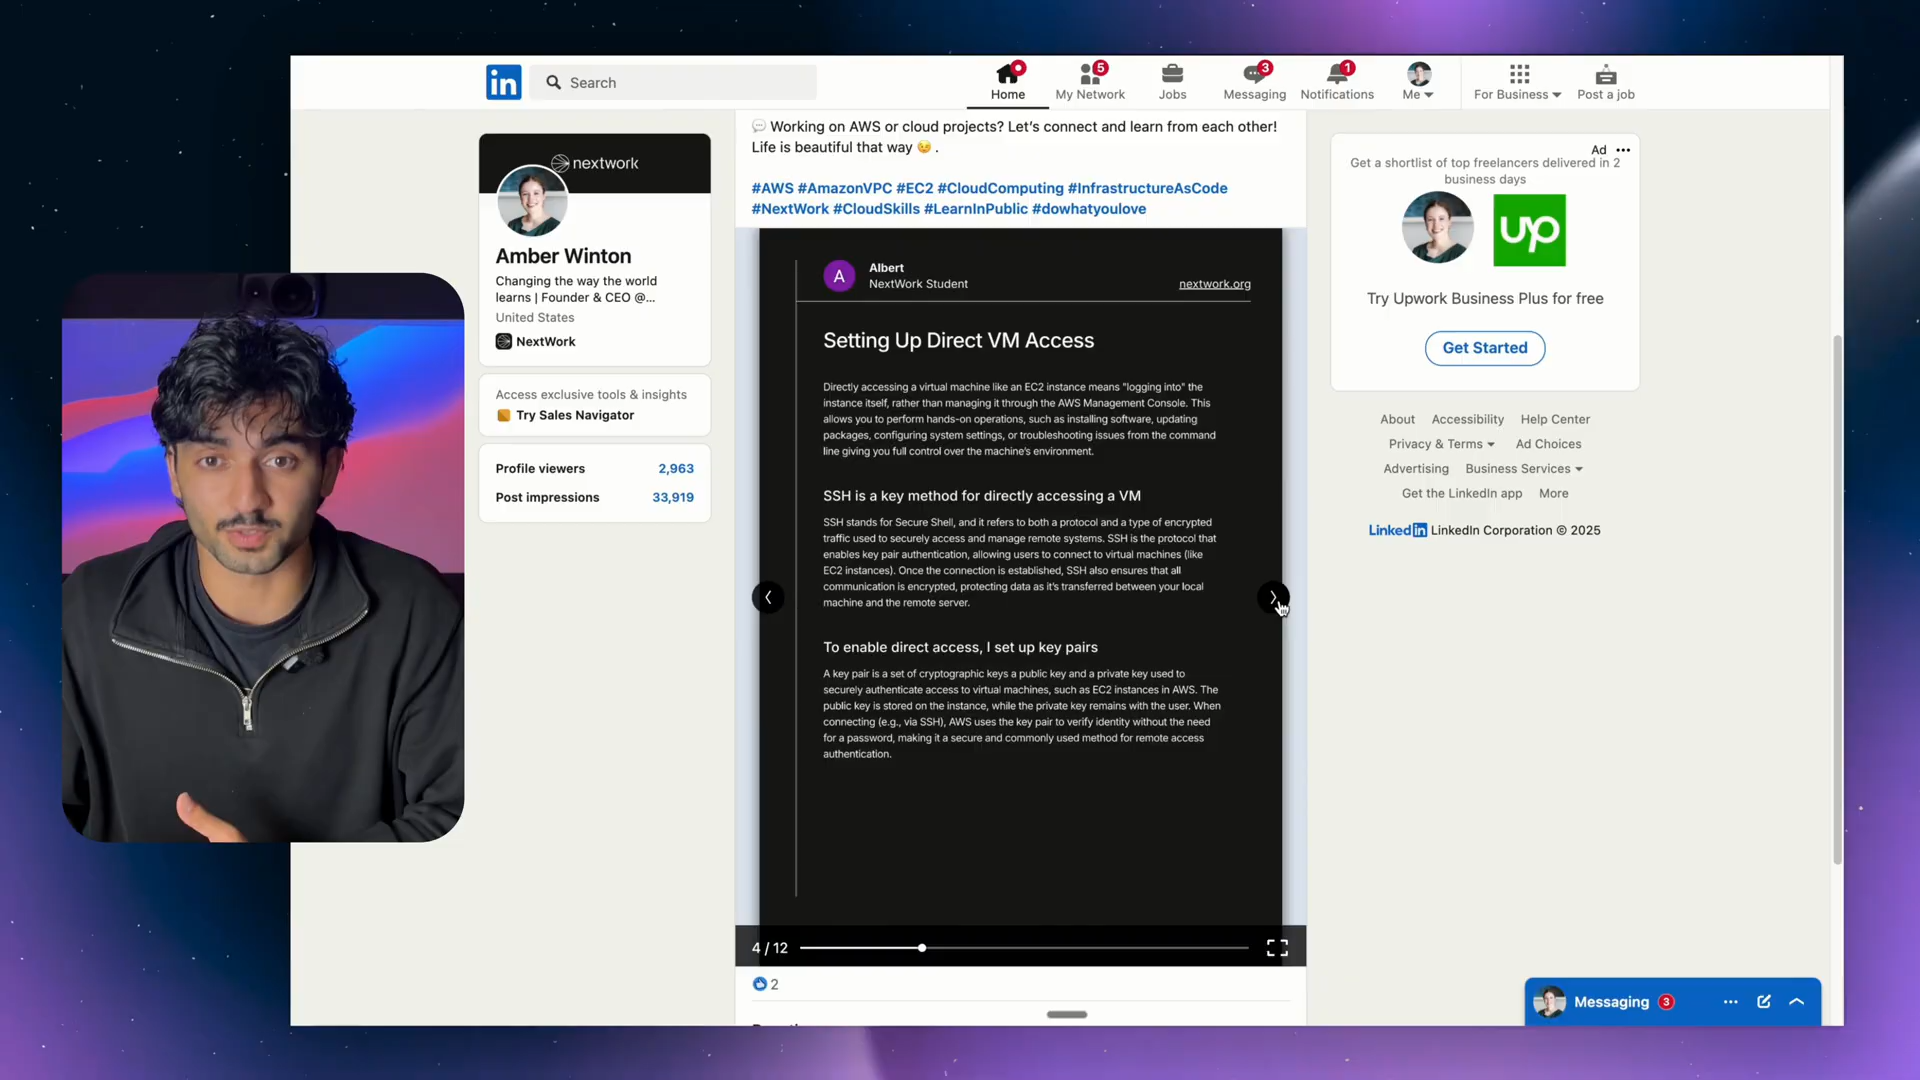 in
Search
Home
5
My Network
Jobs
3
Messaging
1
Notifications
Me
For Business
Post a job
nextwork
Amber Winton
Changing the way the world
learns | Founder & CEO @...
United States
NextWork
Access exclusive tools & insights
Try Sales Navigator
Profile viewers 2,963
Post impressions 33,919
💬 Working on AWS or cloud projects? Let’s connect and learn from each other!
Life is beautiful that way 😉 .
#AWS #AmazonVPC #EC2 #CloudComputing #InfrastructureAsCode
#NextWork #CloudSkills #LearnInPublic #dowhatyoulove
A
Albert
NextWork Student
nextwork.org
Setting Up Direct VM Access
Directly accessing a virtual machine like an EC2 instance means "logging into" the
instance itself, rather than managing it through the AWS Management Console. This
allows you to perform hands-on operations, such as installing software, updating
packages, configuring system settings, or troubleshooting issues from the command
line giving you full control over the machine’s environment.
SSH is a key method for directly accessing a VM
SSH stands for Secure Shell, and it refers to both a protocol and a type of encrypted
traffic used to securely access and manage remote systems. SSH is the protocol that
enables key pair authentication, allowing users to connect to virtual machines (like
EC2 instances). Once the connection is established, SSH also ensures that all
communication is encrypted, protecting data as it’s transferred between your local
machine and the remote server.
To enable direct access, I set up key pairs
A key pair is a set of cryptographic keys a public key and a private key used to
securely authenticate access to virtual machines, such as EC2 instances in AWS. The
public key is stored on the instance, while the private key remains with the user. When
connecting (e.g., via SSH), AWS uses the key pair to verify identity without the need
for a password, making it a secure and commonly used method for remote access
authentication.
4 / 12
2
Ad
Get a shortlist of top freelancers delivered in 2
business days
up
Try Upwork Business Plus for free
Get Started
About Accessibility Help Center
Privacy & Terms Ad Choices
Advertising Business Services
Get the LinkedIn app More
LinkedIn LinkedIn Corporation © 2025
Messaging 3